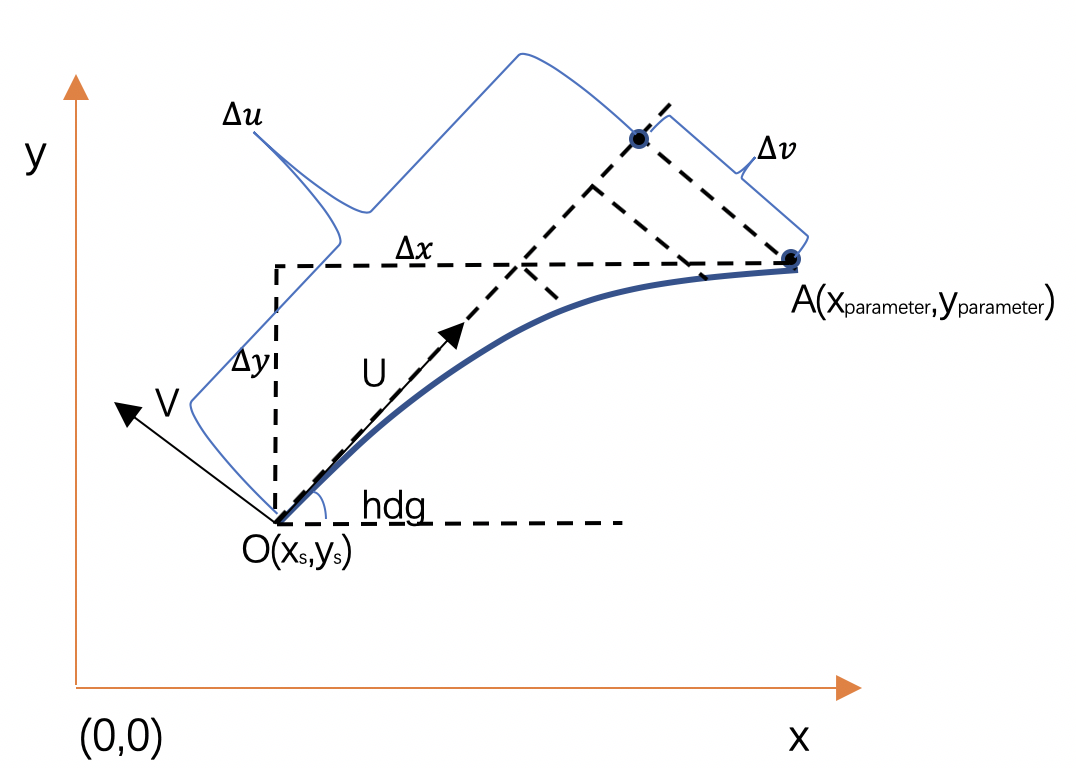 Δu
y
Δv
Δx
A(xparameter,yparameter)
Δy
U
V
hdg
O(xs,ys)
(0,0)
x